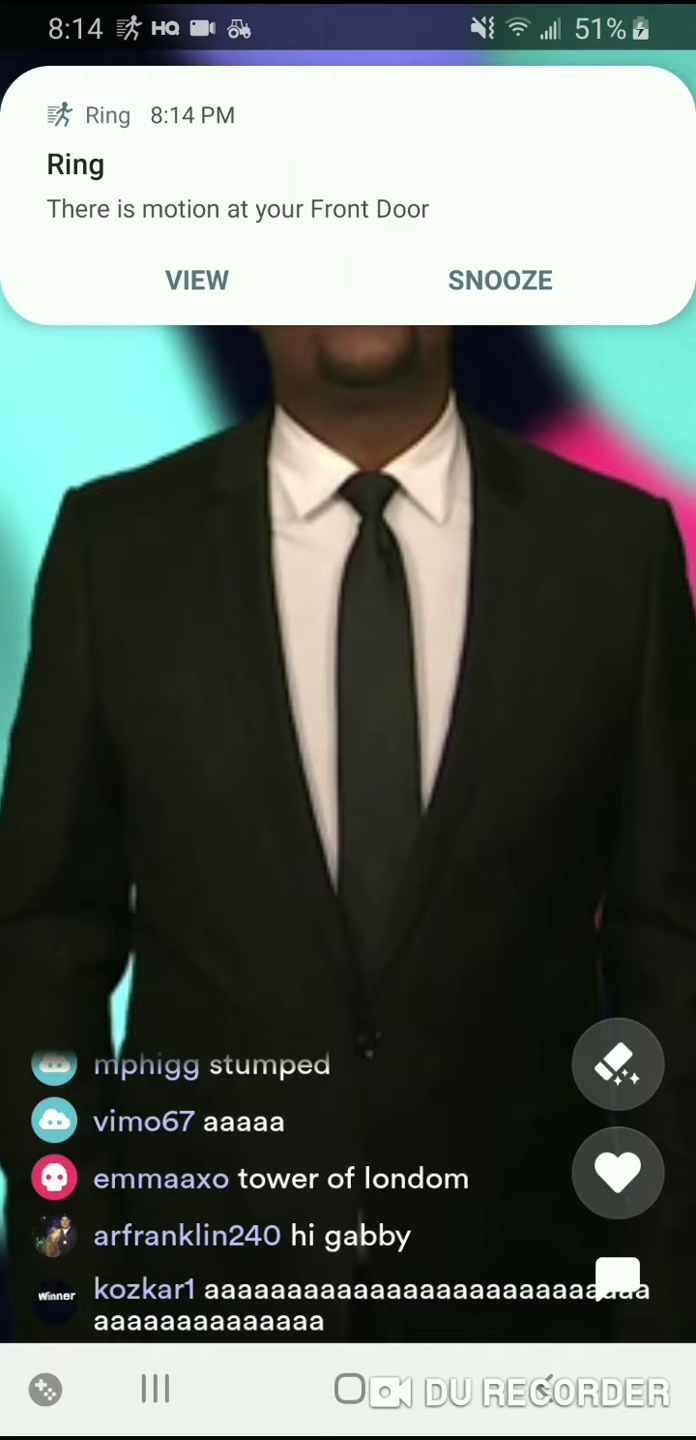 8:14 HQ 51%
Ring 8:14 PM
Ring
There is motion at your Front Door
VIEW SNOOZE
mphigg stumped
vimo67 aaaaa
emmaaxo tower of londom
arfranklin240 hi gabby
Winner kozkar1 aaaaaaaaaaaaaaaaaaaaaaaaaaa
aaaaaaaaaaaaaa
DU RECORDER